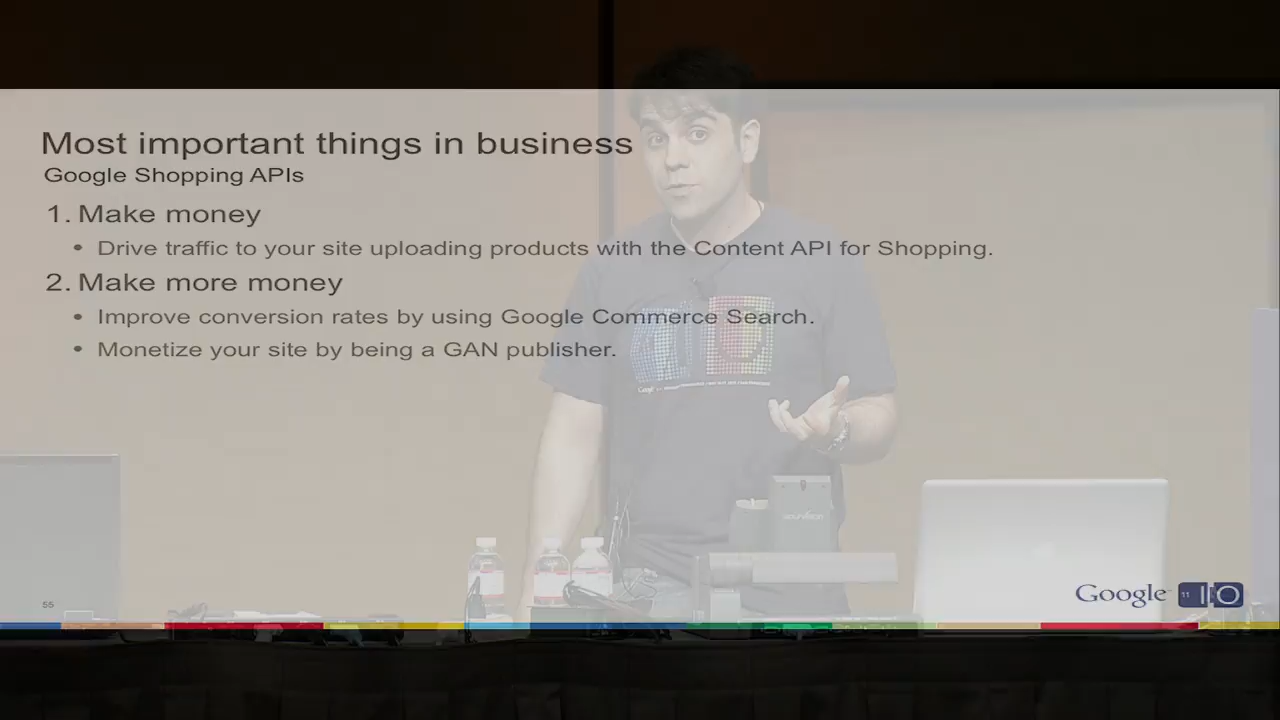 Most important things in business
Google Shopping APIs
1. Make money
• Drive traffic to your site uploading products with the Content API for Shopping.
2. Make more money
• Improve conversion rates by using Google Commerce Search.
• Monetize your site by being a GAN publisher.
55
Google 11 IO